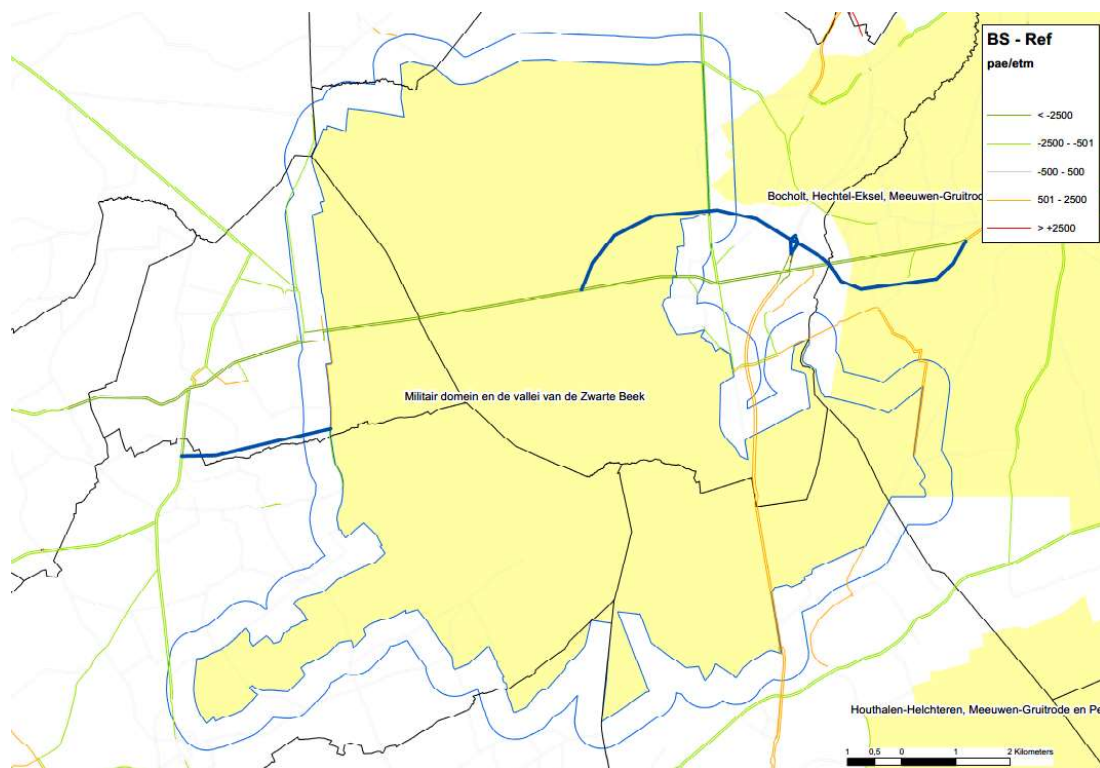 BS - Ref
pae/etm
< -2500
-2500 - -501
-500 - 500
501 - 2500
> +2500
Bocholt, Hechtel-Eksel, Meeuwen-Gruitrod
Militair domein en de vallei van de Zwarte Beek
Houthalen-Helchteren, Meeuwen-Gruitrode en Pe
1 0,5 0 1 2 Kilometers